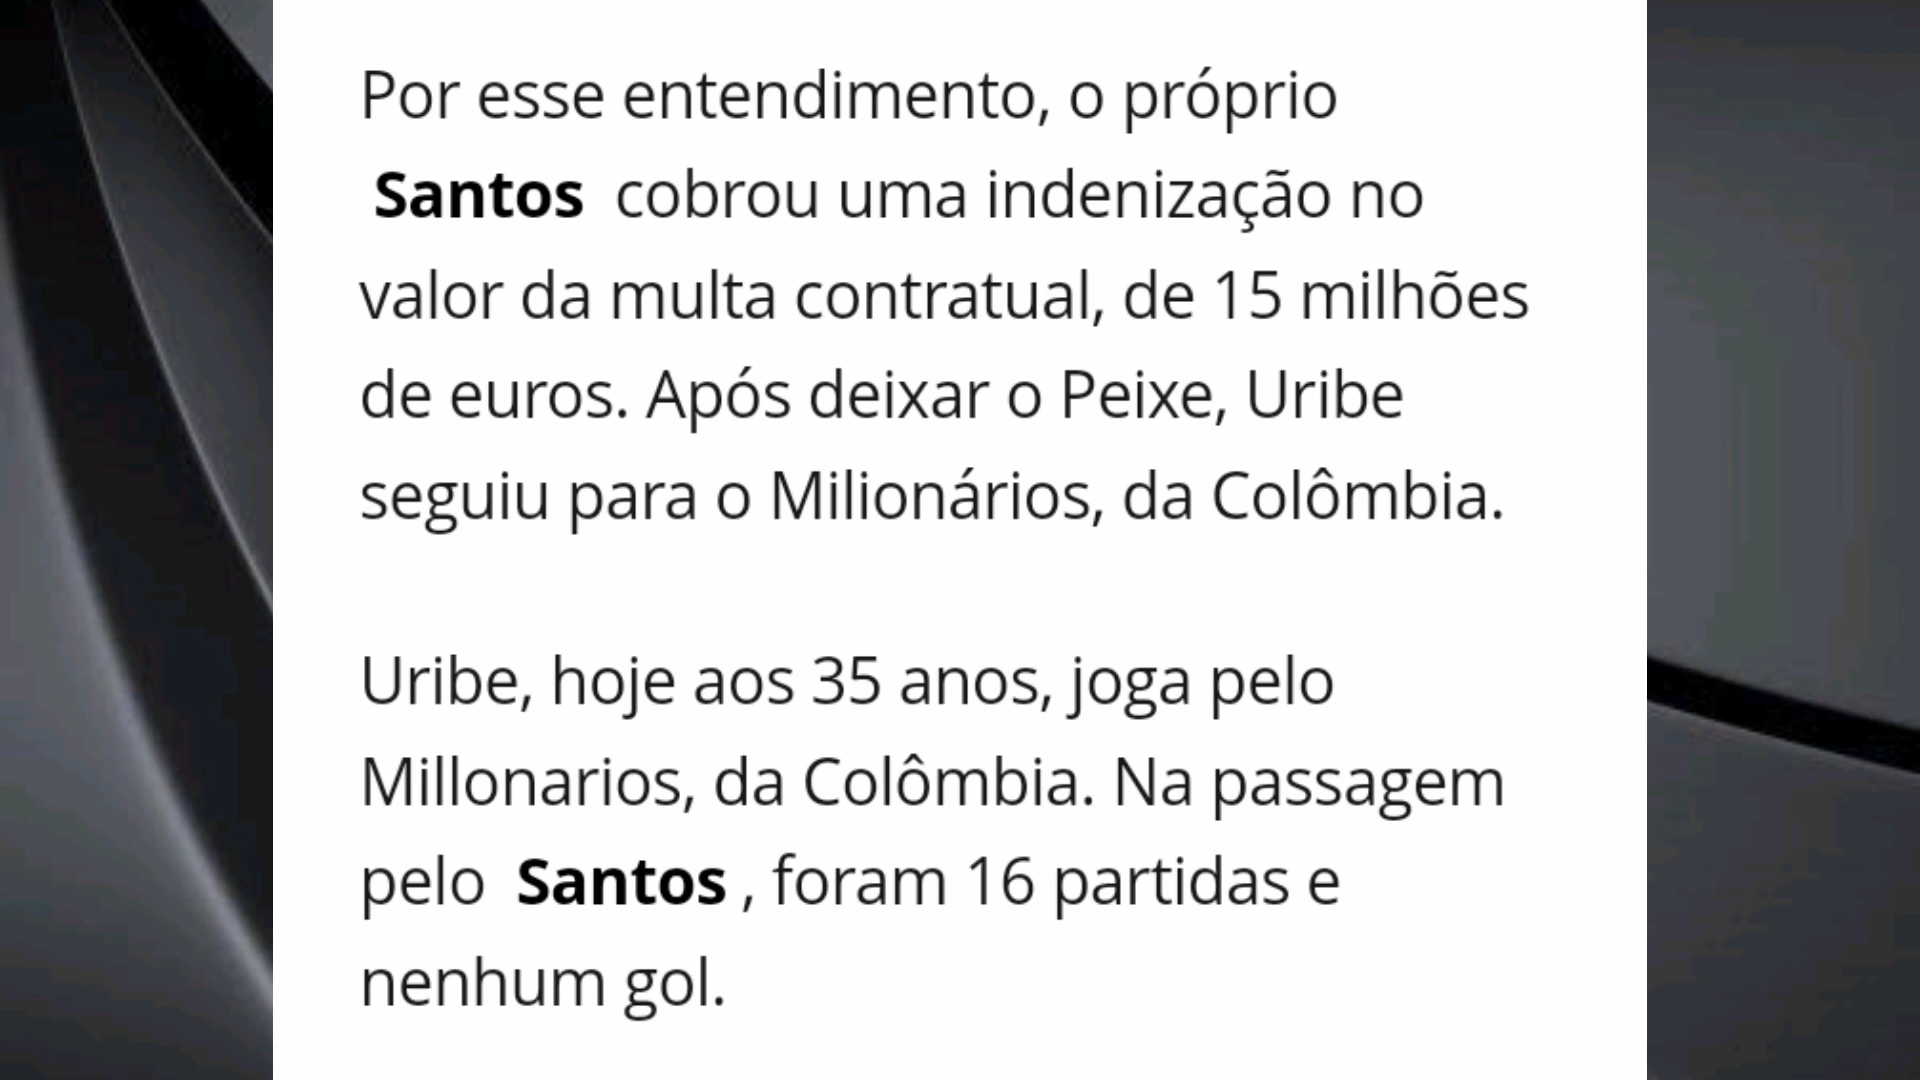 Por esse entendimento, o próprio
Santos cobrou uma indenização no
valor da multa contratual, de 15 milhões
de euros. Após deixar o Peixe, Uribe
seguiu para o Milionários, da Colômbia.
Uribe, hoje aos 35 anos, joga pelo
Millonarios, da Colômbia. Na passagem
pelo Santos , foram 16 partidas e
nenhum gol.